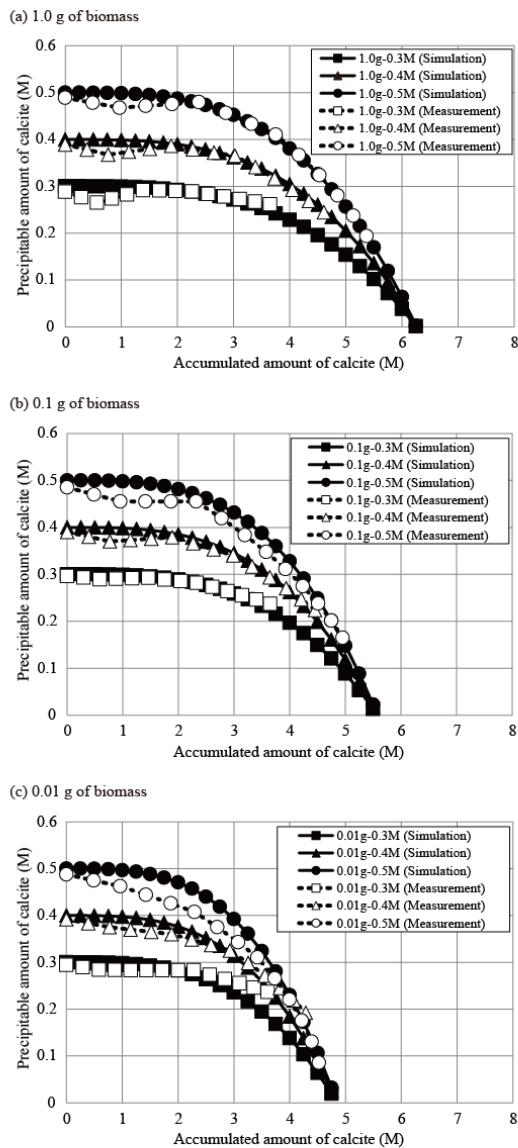 (a) 1.0 g of biomass
0.6
0.5
0.4
0.3
0.2
0.1
0
Precipitable amount of calcite (M)
1.0g-0.3M (Simulation)
1.0g-0.4M (Simulation)
1.0g-0.5M (Simulation)
1.0g-0.3M (Measurement)
1.0g-0.4M (Measurement)
1.0g-0.5M (Measurement)
0 1 2 3 4 5 6 7 8
Accumulated amount of calcite (M)
(b) 0.1 g of biomass
0.6
0.5
0.4
0.3
0.2
0.1
0
Precipitable amount of calcite (M)
0.1g-0.3M (Simulation)
0.1g-0.4M (Simulation)
0.1g-0.5M (Simulation)
0.1g-0.3M (Measurement)
0.1g-0.4M (Measurement)
0.1g-0.5M (Measurement)
0 1 2 3 4 5 6 7 8
Accumulated amount of calcite (M)
(c) 0.01 g of biomass
0.6
0.5
0.4
0.3
0.2
0.1
0
Precipitable amount of calcite (M)
0.01g-0.3M (Simulation)
0.01g-0.4M (Simulation)
0.01g-0.5M (Simulation)
0.01g-0.3M (Measurement)
0.01g-0.4M (Measurement)
0.01g-0.5M (Measurement)
0 1 2 3 4 5 6 7 8
Accumulated amount of calcite (M)